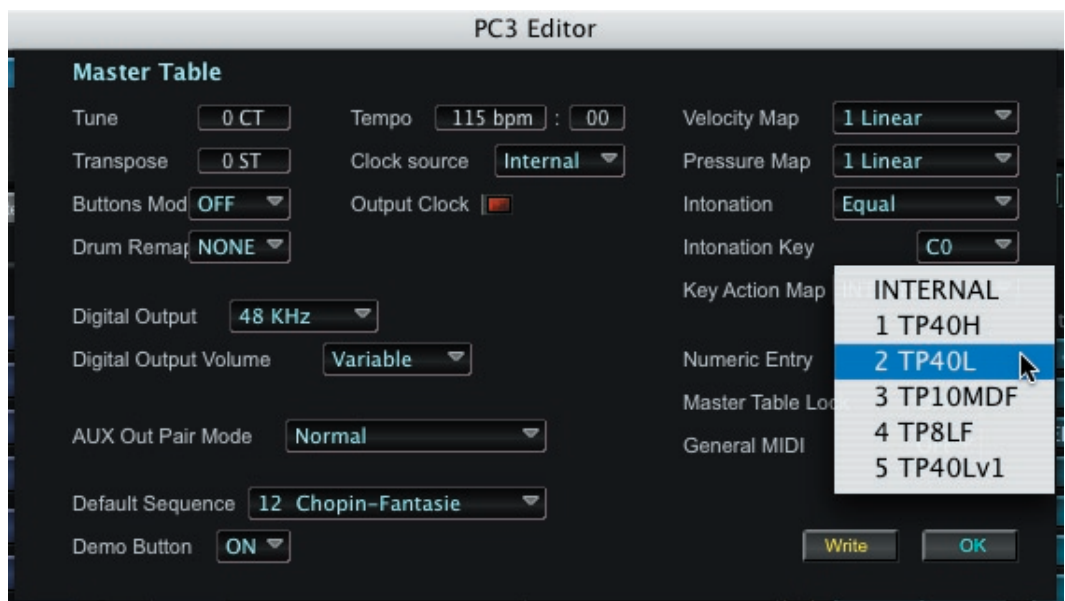 PC3 Editor
Master Table
Tune 0 CT Tempo 115 bpm : 00 Velocity Map 1 Linear
Transpose 0 ST Clock source Internal Pressure Map 1 Linear
Buttons Mod OFF Output Clock Intonation Equal
Drum Remap NONE Intonation Key C0
Key Action Map
INTERNAL
1 TP40H
2 TP40L
3 TP10MDF
4 TP8LF
5 TP40Lv1
Digital Output 48 KHz
Digital Output Volume Variable Numeric Entry
Master Table Lock
AUX Out Pair Mode Normal General MIDI
Default Sequence 12 Chopin-Fantasie
Demo Button ON Write OK